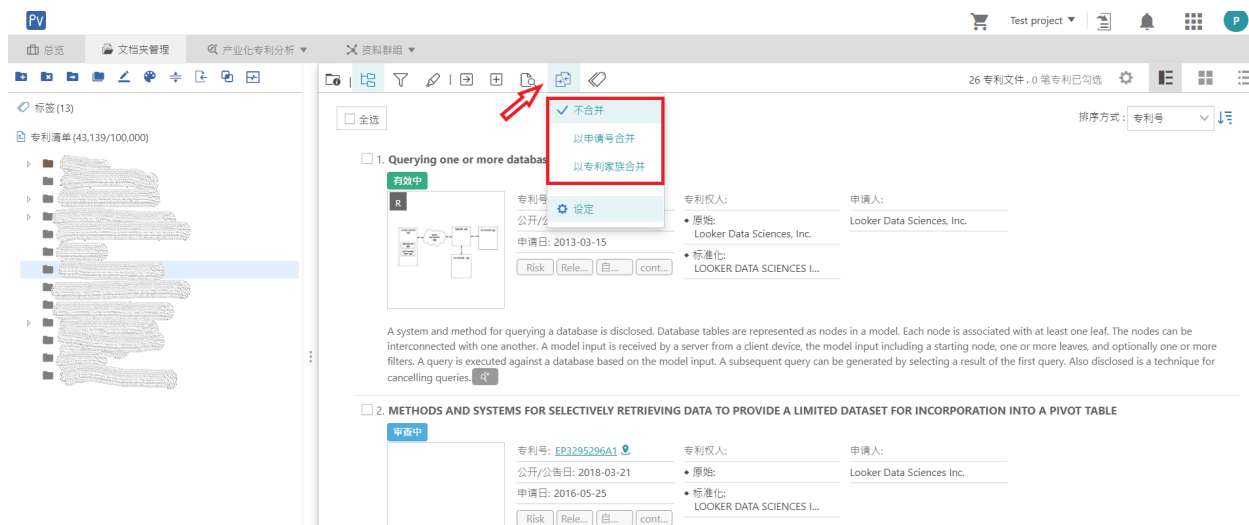 PV
Test project ▼
P
总览
文档夹管理
产业化专利分析 ▼
资料群组 ▼
26 专利文件 , 0 笔专利已勾选
标签(13)
专利清单 (43,139/100,000)
全选
排序方式 : 专利号
不合并
以申请号合并
以专利家族合并
设定
1. Querying one or more databas
有效中
R
专利号
公开/公
申请日: 2013-03-15
Risk
Rele...
自...
cont...
专利权人:
原始:
Looker Data Sciences, Inc.
标准化:
LOOKER DATA SCIENCES I...
申请人:
Looker Data Sciences, Inc.
A system and method for querying a database is disclosed. Database tables are represented as nodes in a model. Each node is associated with at least one leaf. The nodes can be
interconnected with one another. A model input is received by a server from a client device, the model input including a starting node, one or more leaves, and optionally one or more
filters. A query is executed against a database based on the model input. A subsequent query can be generated by selecting a result of the first query. Also disclosed is a technique for
cancelling queries.
2. METHODS AND SYSTEMS FOR SELECTIVELY RETRIEVING DATA TO PROVIDE A LIMITED DATASET FOR INCORPORATION INTO A PIVOT TABLE
审查中
专利号: EP3295296A1
公开/公告日: 2018-03-21
申请日: 2016-05-25
Risk
Rele...
自...
cont...
专利权人:
原始:
标准化:
LOOKER DATA SCIENCES I...
申请人:
Looker Data Sciences Inc.